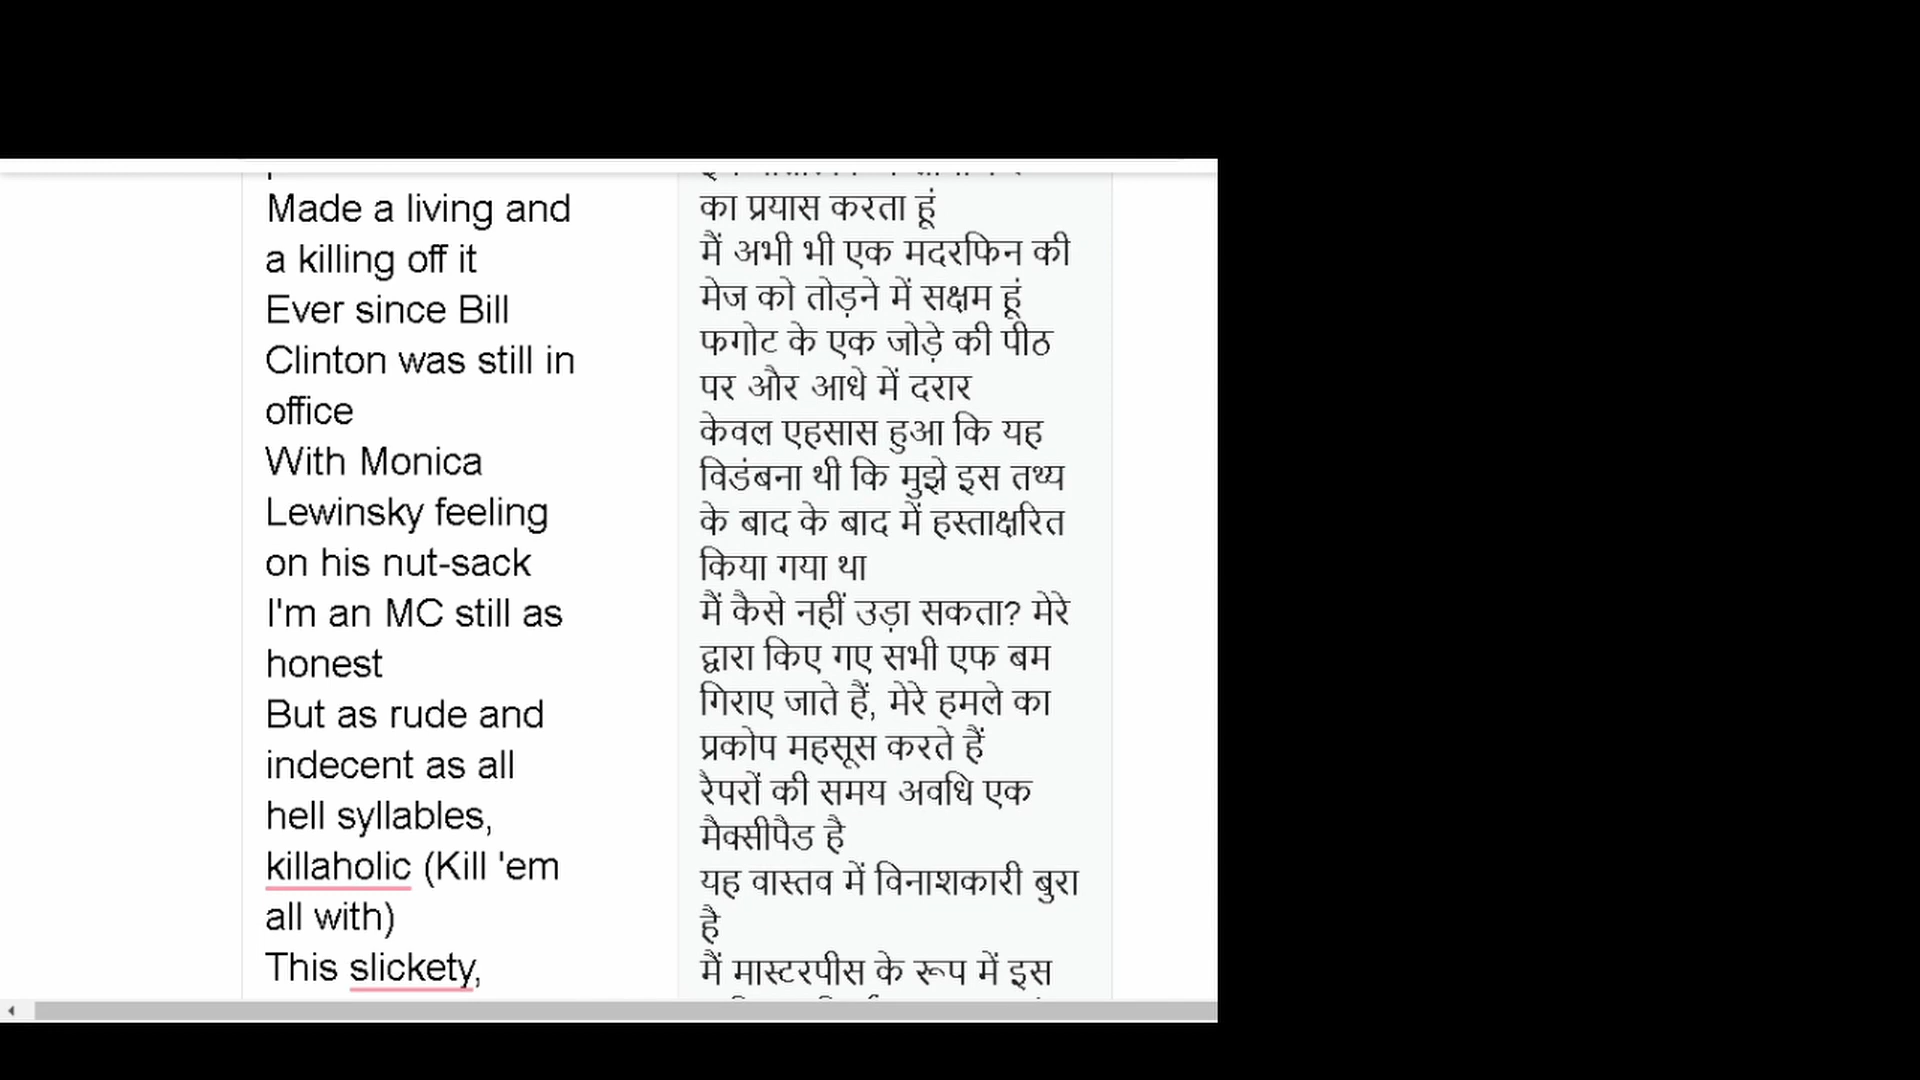 Made a living and
a killing off it
Ever since Bill
Clinton was still in
office
With Monica
Lewinsky feeling
on his nut-sack
I'm an MC still as
honest
But as rude and
indecent as all
hell syllables,
killaholic (Kill 'em
all with)
This slickety,
का प्रयास करता हूं
मैं अभी भी एक मदरफिन की
मेज को तोड़ने में सक्षम हूं
फगोट के एक जोड़े की पीठ
पर और आधे में दरार
केवल एहसास हुआ कि यह
विडंबना थी कि मुझे इस तथ्य
के बाद के बाद में हस्ताक्षरित
किया गया था
मैं कैसे नहीं उड़ा सकता? मेरे
द्वारा किए गए सभी एफ बम
गिराए जाते हैं, मेरे हमले का
प्रकोप महसूस करते हैं
रैपरों की समय अवधि एक
मैक्सीपैड है
यह वास्तव में विनाशकारी बुरा
है
मैं मास्टरपीस के रूप में इस